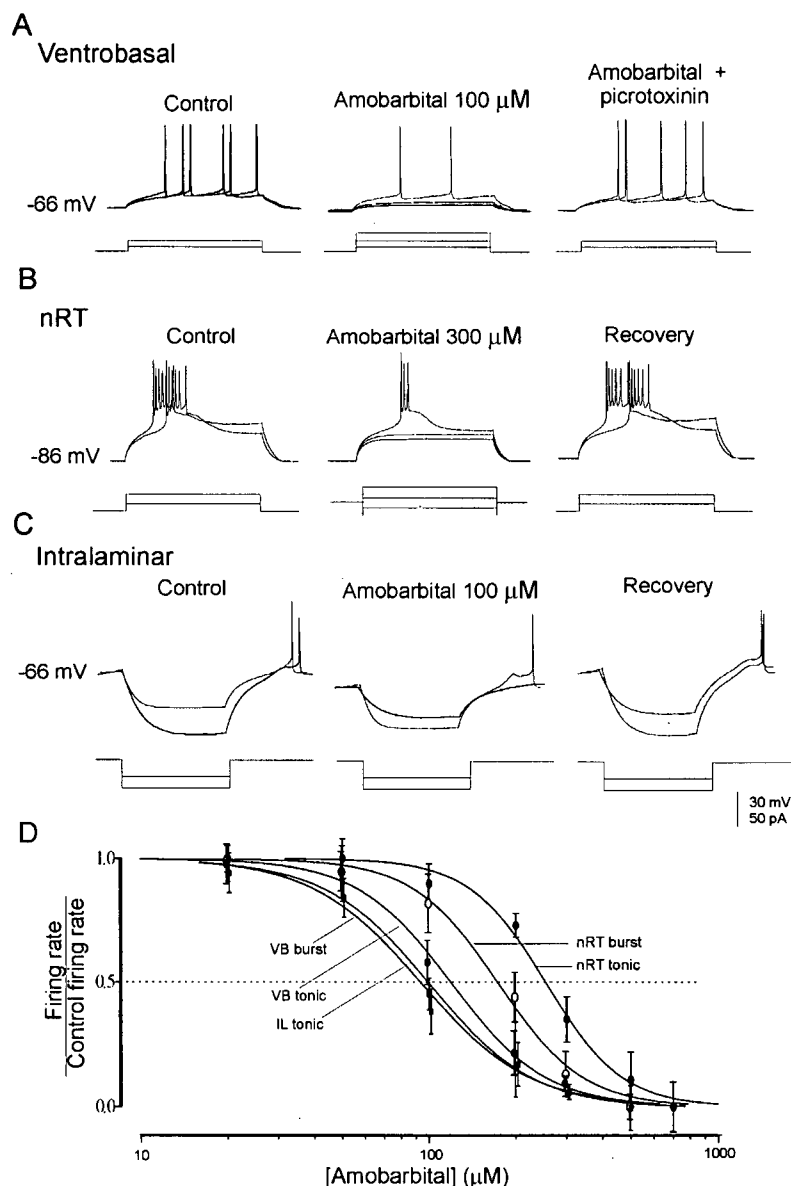 A
Ventrobasal
Control
Amobarbital 100 µM
Amobarbital +
picrotoxinin
-66 mV
B
nRT
Control
Amobarbital 300 µM
Recovery
-86 mV
C
Intralaminar
Control
Amobarbital 100 µM
Recovery
-66 mV
30 mV
50 pA
D
Firing rate
Control firing rate
1.0
0.5
0.0
VB burst
VB tonic
IL tonic
nRT burst
nRT tonic
10
100
1000
[Amobarbital] (µM)